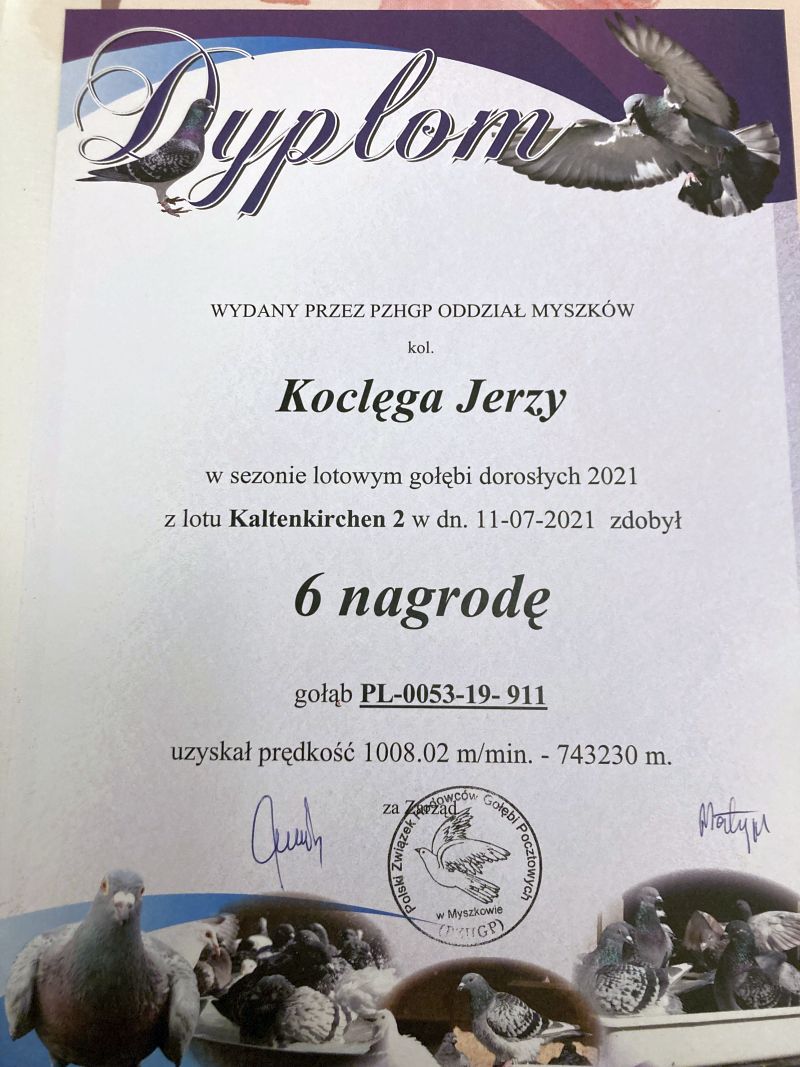 Dyplom
WYDANY PRZEZ PZHGP ODDZIAŁ MYSZKÓW
kol.
Koclęga Jerzy
w sezonie lotowym gołębi dorosłych 2021
z lotu Kaltenkirchen 2 w dn. 11-07-2021 zdobył
6 nagrodę
gołąb PL-0053-19- 911
uzyskał prędkość 1008.02 m/min. - 743230 m.
za Zarząd
Polski Związek Hodowców Gołębi Pocztowych
w Myszkowie
(PZHGP)